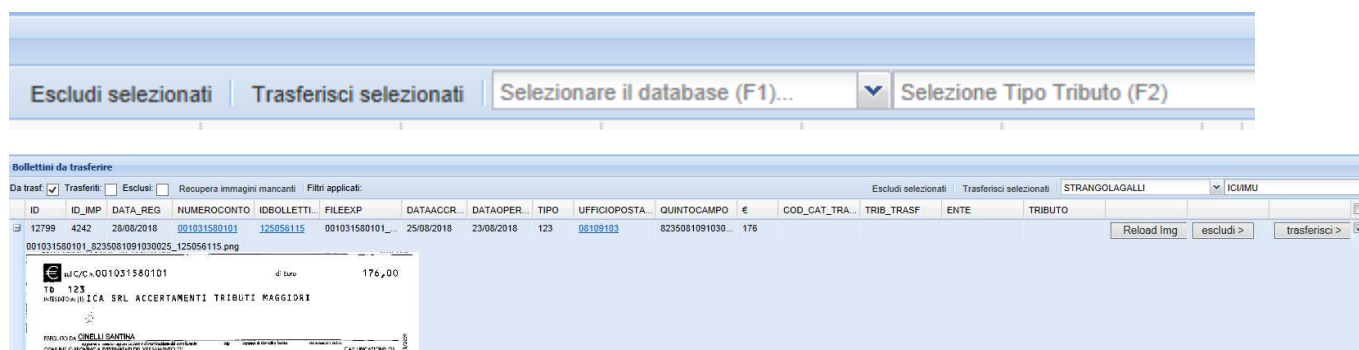 Escludi selezionati Trasferisci selezionati Selezionare il database (F1)... Selezione Tipo Tributo (F2)
Bollettini da trasferire
Da trasf: Trasferiti: Esclusi: Recupera immagini mancanti Filtri applicati: Escludi selezionati Trasferisci selezionati STRANGOLAGALLI ICI/IMU
ID ID_IMP DATA_REG NUMEROCONTO IDBOLLETTI... FILEEXP DATAACCR... DATAOPER... TIPO UFFICIOPOSTA... QUINTOCAMPO € COD_CAT_TRA... TRIB_TRASF ENTE TRIBUTO
12799 4242 28/08/2018 001031580101 125056115 001031580101_... 25/08/2018 23/08/2018 123 08109103 8235081091030... 176 Reload Img escludi > trasferisci >
001031580101_8235081091030025_125056115.png
€ sul C/C n. 001031580101 di Euro 176,00
TD 123
INTESTATO A: ICA SRL ACCERTAMENTI TRIBUTI MAGGIORI
ESEGUITO DA CINELLI SANTINA